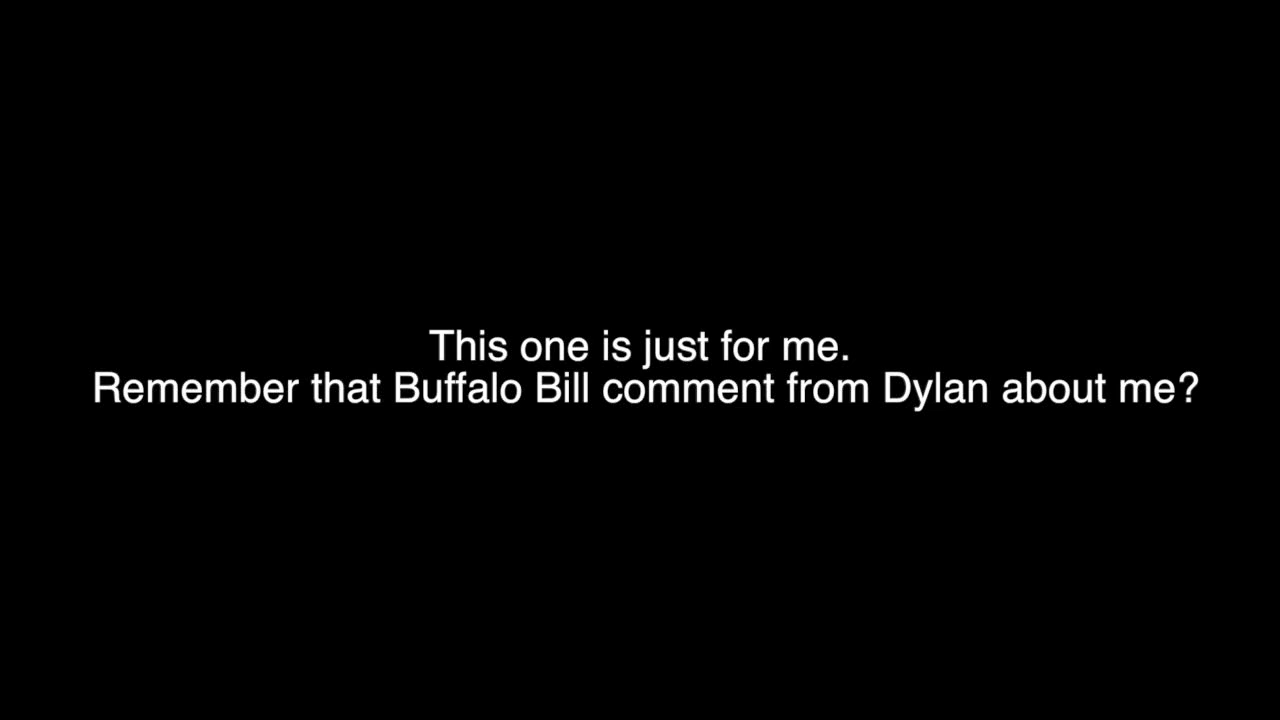 This one is just for me.
Remember that Buffalo Bill comment from Dylan about me?